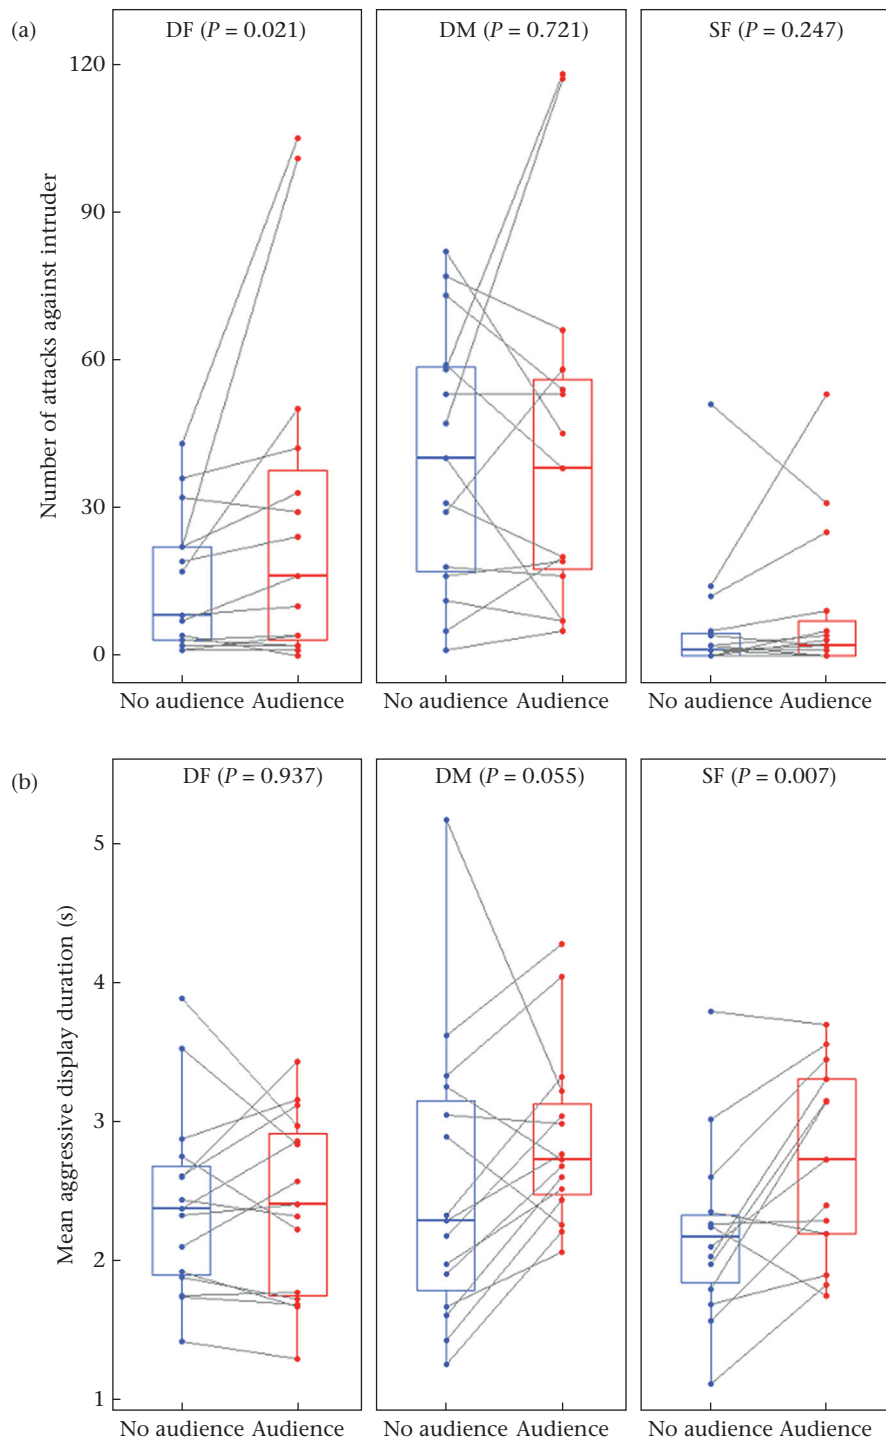 (a)
DF (P = 0.021)
DM (P = 0.721)
SF (P = 0.247)
Number of attacks against intruder
120
90
60
30
0
No audience Audience
No audience Audience
No audience Audience
(b)
DF (P = 0.937)
DM (P = 0.055)
SF (P = 0.007)
Mean aggressive display duration (s)
5
4
3
2
1
No audience Audience
No audience Audience
No audience Audience